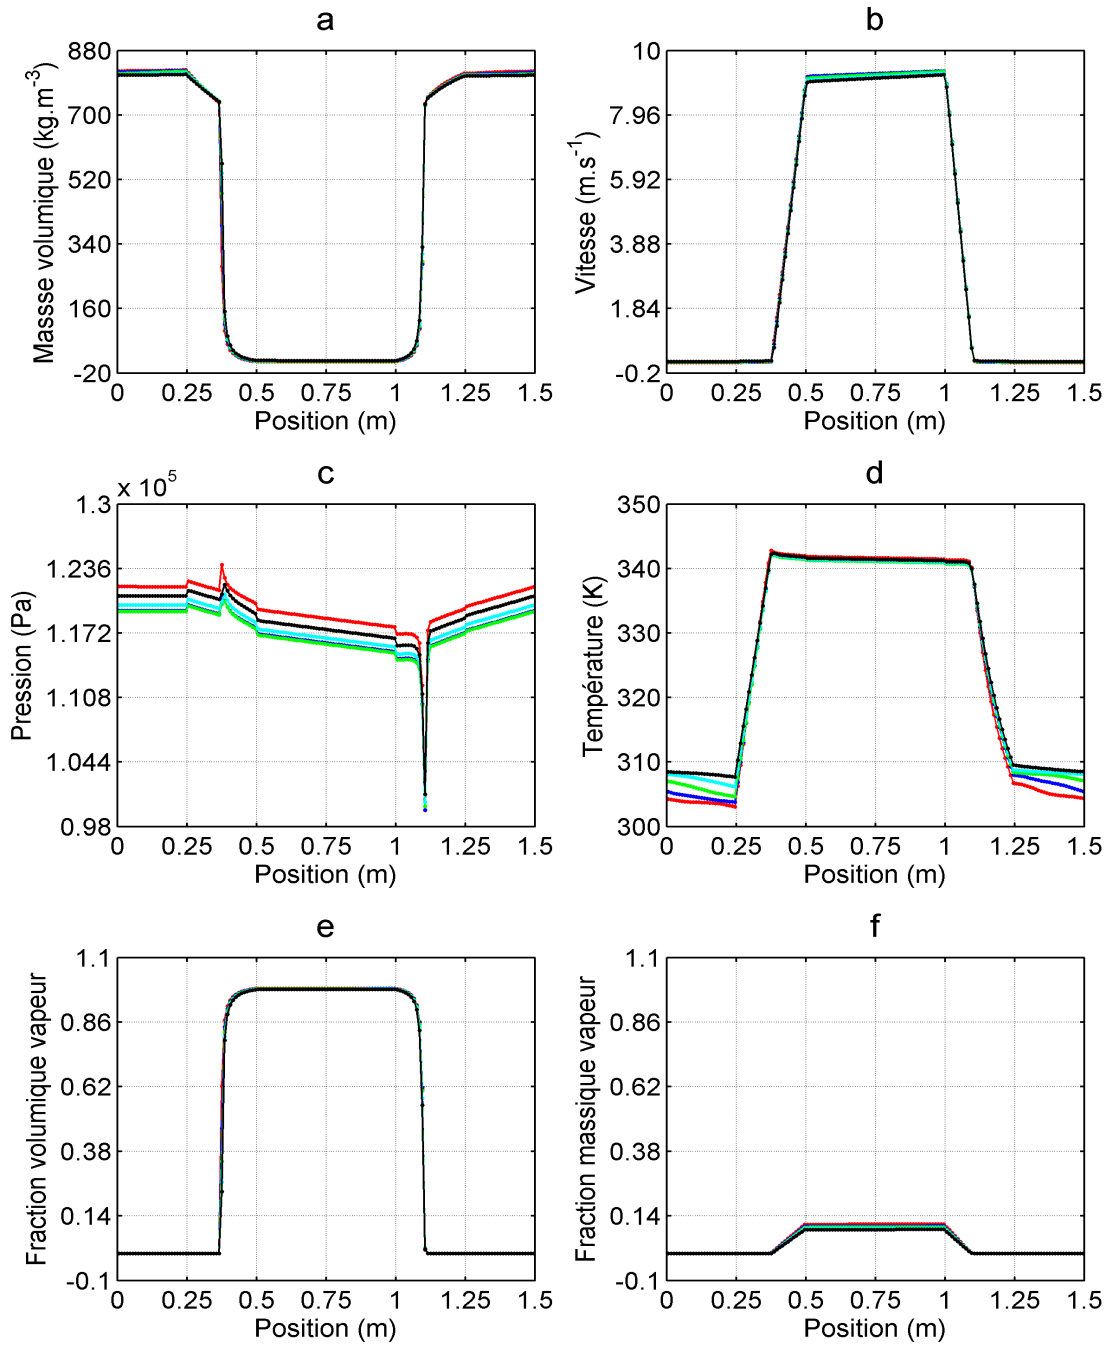 a
b
880
700
520
340
160
-20
Massse volumique (kg.m⁻³)
0 0.25 0.5 0.75 1 1.25 1.5
Position (m)
10
7.96
5.92
3.88
1.84
-0.2
Vitesse (m.s⁻¹)
0 0.25 0.5 0.75 1 1.25 1.5
Position (m)
c
d
x 10⁵
1.3
1.236
1.172
1.108
1.044
0.98
Pression (Pa)
0 0.25 0.5 0.75 1 1.25 1.5
Position (m)
350
340
330
320
310
300
Température (K)
0 0.25 0.5 0.75 1 1.25 1.5
Position (m)
e
f
1.1
0.86
0.62
0.38
0.14
-0.1
Fraction volumique vapeur
0 0.25 0.5 0.75 1 1.25 1.5
Position (m)
1.1
0.86
0.62
0.38
0.14
-0.1
Fraction massique vapeur
0 0.25 0.5 0.75 1 1.25 1.5
Position (m)